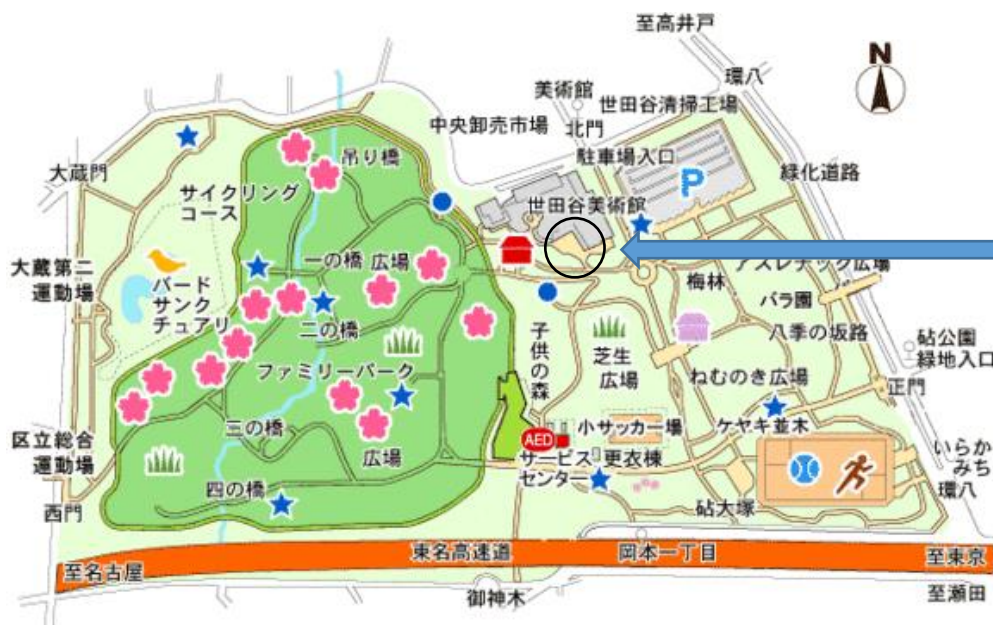 至高井戸
N
環八
美術館
北門
世田谷清掃工場
中央卸売市場
駐車場入口
P
緑化道路
大蔵門
吊り橋
サイクリング
コース
世田谷美術館
大蔵第二
運動場
バード
サンク
チュアリ
一の橋
広場
アスレチック広場
梅林
バラ園
二の橋
子供の森
芝生
広場
八季の坂路
砧公園
緑地入口
正門
ファミリーパーク
ねむのき広場
三の橋
広場
AED
小サッカー場
ケヤキ並木
区立総合
運動場
サービス
センター
更衣棟
いらか
みち
環八
四の橋
西門
砧大塚
東名高速道
岡本一丁目
至東京
至名古屋
御神木
至瀬田